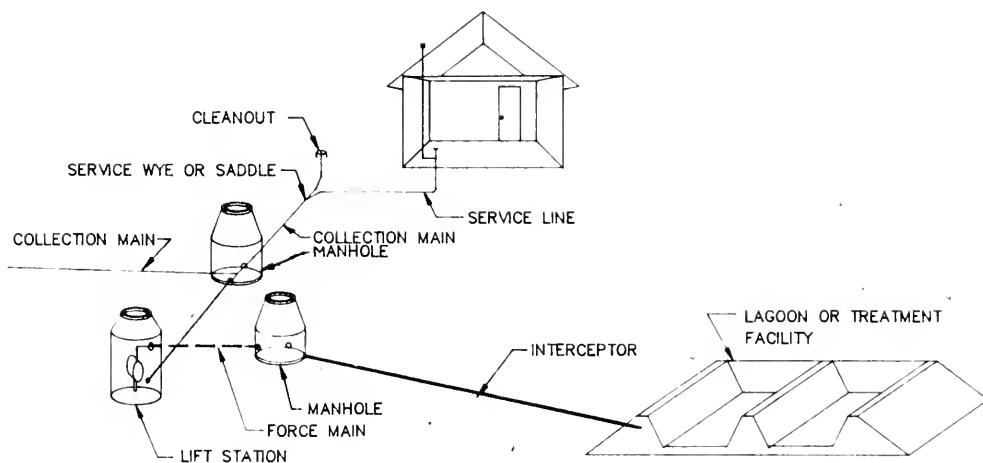 CLEANOUT
SERVICE WYE OR SADDLE
SERVICE LINE
COLLECTION MAIN
COLLECTION MAIN
MANHOLE
LAGOON OR TREATMENT
FACILITY
INTERCEPTOR
MANHOLE
FORCE MAIN
LIFT STATION